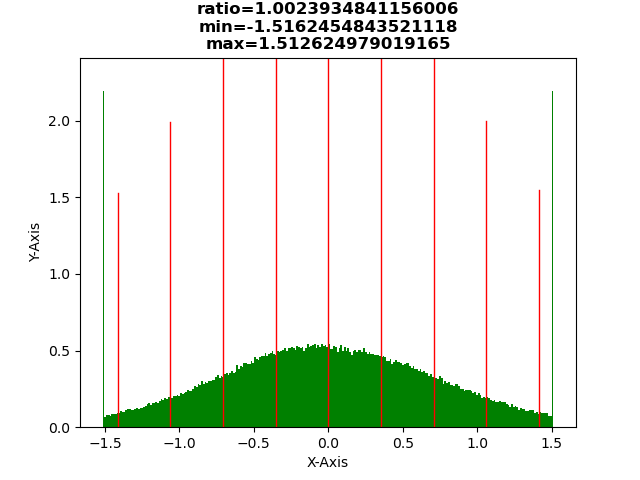 ratio=1.0023934841156006
min=-1.5162454843521118
max=1.512624979019165
2.0
1.5
1.0
0.5
0.0
Y-Axis
−1.5 −1.0 −0.5 0.0 0.5 1.0 1.5
X-Axis